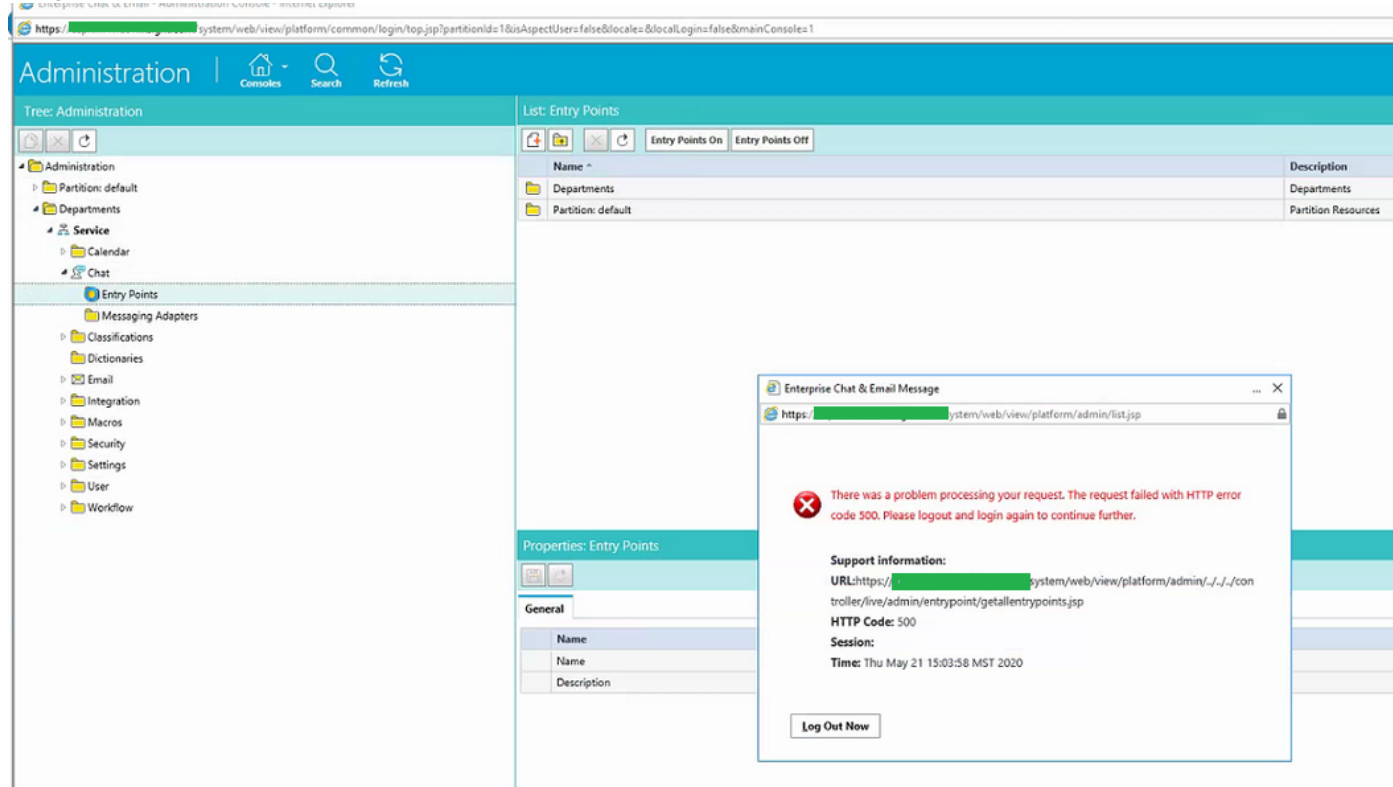 Enterprise Chat & Email - Administration Console - Internet Explorer
https:/ system/web/view/platform/common/login/top.jsp?partitionId=1&isAspectUser=false&locale=&localLogin=false&mainConsole=1
Administration
Consoles Search Refresh
Tree: Administration
List: Entry Points
Entry Points On Entry Points Off
Administration
Partition: default
Departments
Service
Calendar
Chat
Entry Points
Messaging Adapters
Classifications
Dictionaries
Email
Integration
Macros
Security
Settings
User
Workflow
Name Description
Departments Departments
Partition: default Partition Resources
Properties: Entry Points
General
Name
Name
Description
Enterprise Chat & Email Message ...
https:/ ystem/web/view/platform/admin/list.jsp
There was a problem processing your request. The request failed with HTTP error
code 500. Please logout and login again to continue further.
Support information:
URL:https:// system/web/view/platform/admin/../../../con
troller/live/admin/entrypoint/getallentrypoints.jsp
HTTP Code: 500
Session:
Time: Thu May 21 15:03:58 MST 2020
Log Out Now